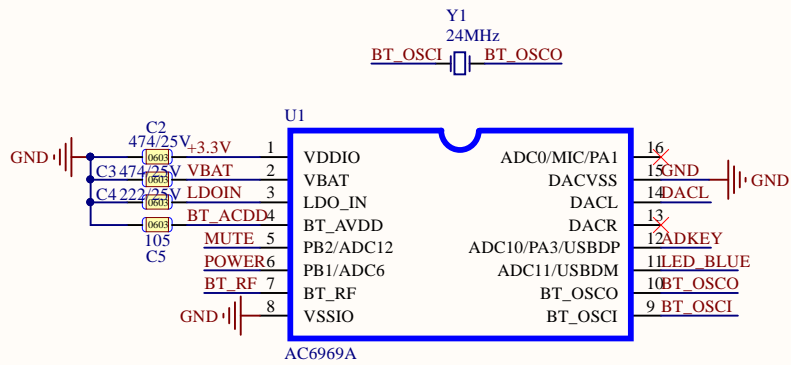 Y1
24MHz
BT_OSCI BT_OSCO
U1
C2
474/25V
GND 0603 +3.3V 1 VDDIO ADC0/MIC/PA1 16
C3 474/25V 0603 VBAT 2 VBAT DACVSS 15 GND GND
C4 222/25V 0603 LDOIN 3 LDO_IN DACL 14 DACL
0603 BT_ACDD 4 BT_AVDD DACR 13
105
C5
MUTE 5 PB2/ADC12 ADC10/PA3/USBDP 12 ADKEY
POWER 6 PB1/ADC6 ADC11/USBDM 11 LED_BLUE
BT_RF 7 BT_RF BT_OSCO 10 BT_OSCO
GND 8 VSSIO BT_OSCI 9 BT_OSCI
AC6969A